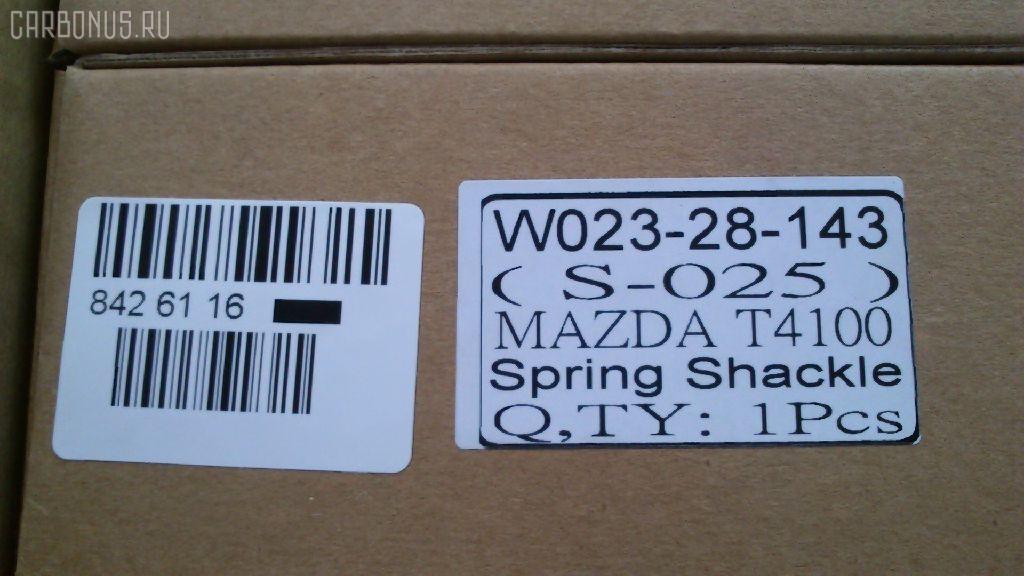 CARBONUS.RU
842 61 16
W023-28-143
( S-025 )
MAZDA T4100
Spring Shackle
Q,TY: 1Pcs